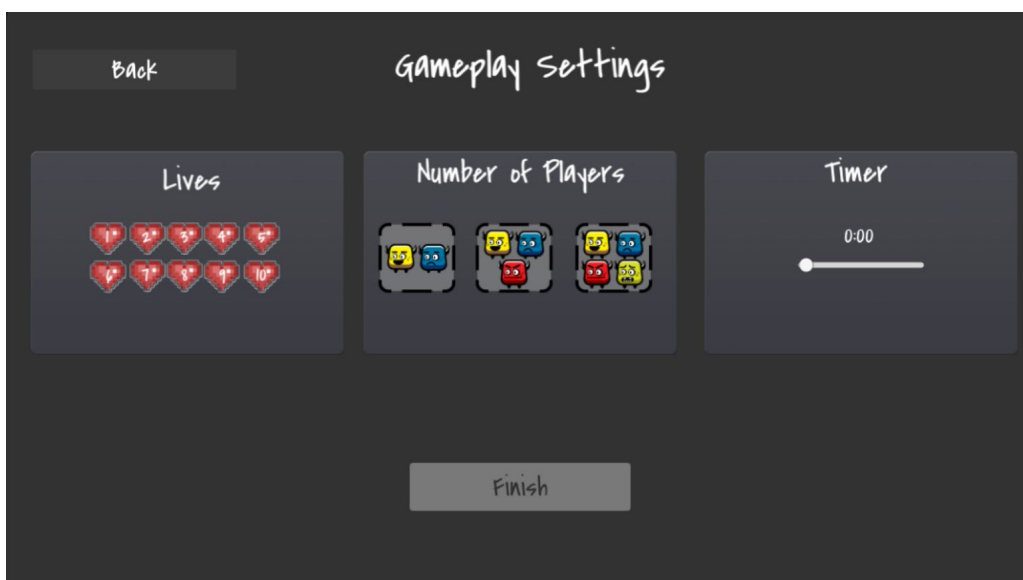 Back
Gameplay Settings
Lives
1 2 3 4 5
6 7 8 9 10
Number of Players
Timer
0:00
Finish